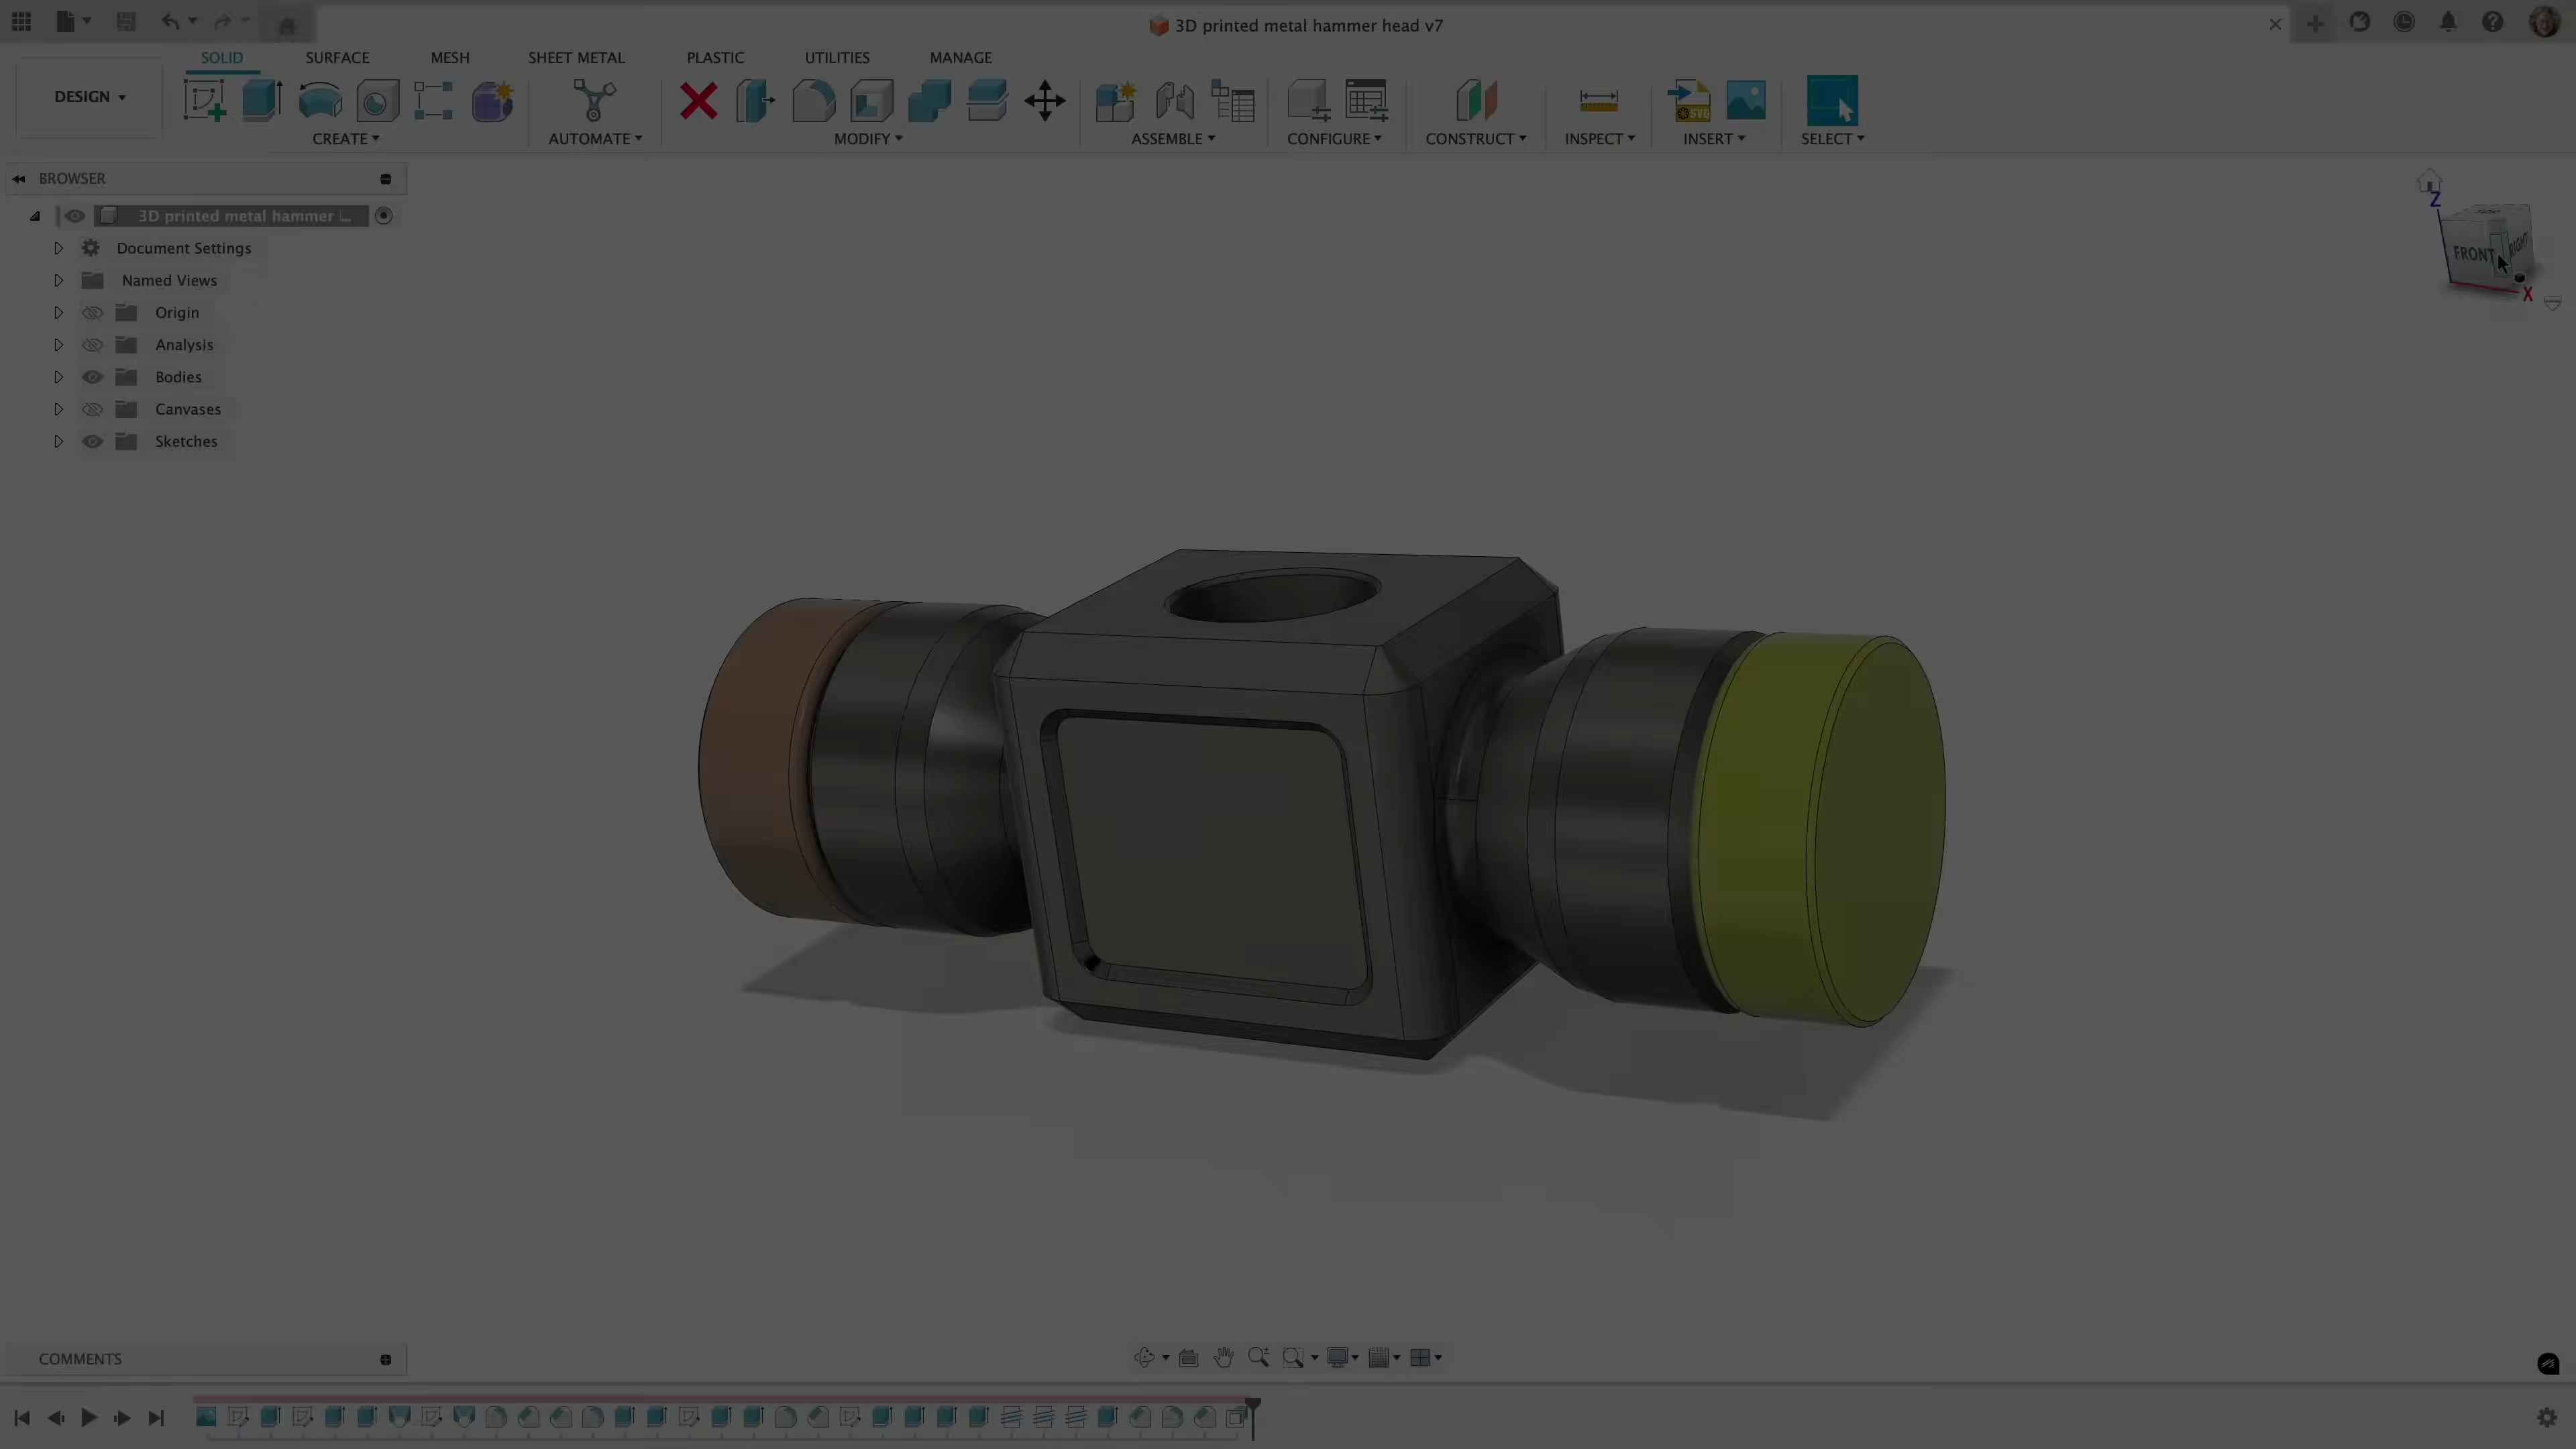 3D printed metal hammer head v7
SOLID SURFACE MESH SHEET METAL PLASTIC UTILITIES MANAGE
DESIGN
CREATE AUTOMATE MODIFY ASSEMBLE CONFIGURE CONSTRUCT INSPECT INSERT SELECT
SVG
BROWSER
3D printed metal hammer ...
Document Settings
Named Views
Origin
Analysis
Bodies
Canvases
Sketches
Z
TOP
FRONT
RIGHT
X
COMMENTS